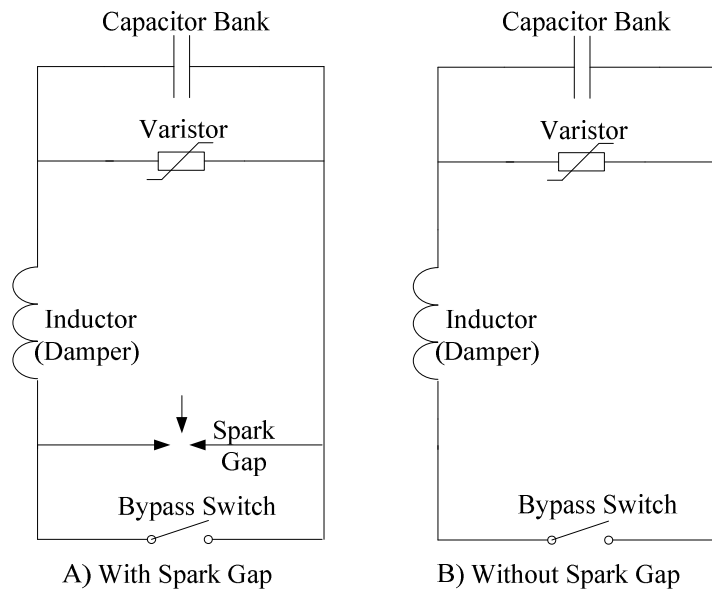 Capacitor Bank
Varistor
Inductor
(Damper)
Spark
Gap
Bypass Switch
A) With Spark Gap
Capacitor Bank
Varistor
Inductor
(Damper)
Bypass Switch
B) Without Spark Gap